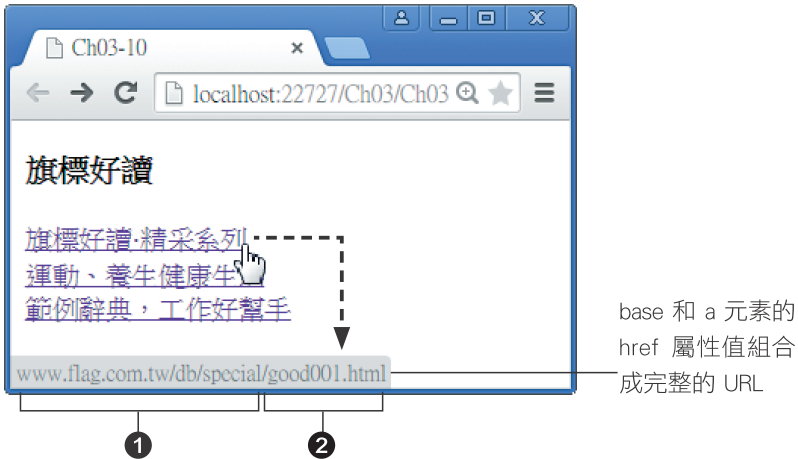 Ch03-10
localhost:22727/Ch03/Ch03
旗標好讀
旗標好讀‧精采系列
運動、養生健康生
範例辭典，工作好幫手
www.flag.com.tw/db/special/good001.html
base 和 a 元素的
href 屬性值組合
成完整的 URL
1 2